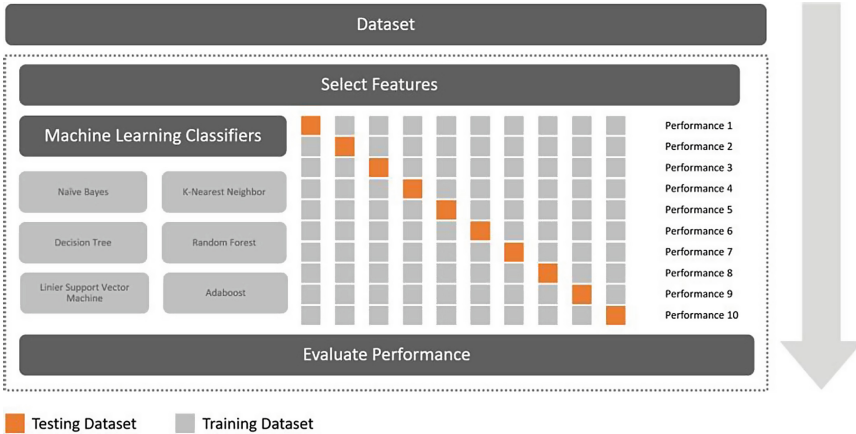 Dataset
Select Features
Machine Learning Classifiers
Naïve Bayes
K-Nearest Neighbor
Decision Tree
Random Forest
Linier Support Vector
Machine
Adaboost
Performance 1
Performance 2
Performance 3
Performance 4
Performance 5
Performance 6
Performance 7
Performance 8
Performance 9
Performance 10
Evaluate Performance
Testing Dataset
Training Dataset